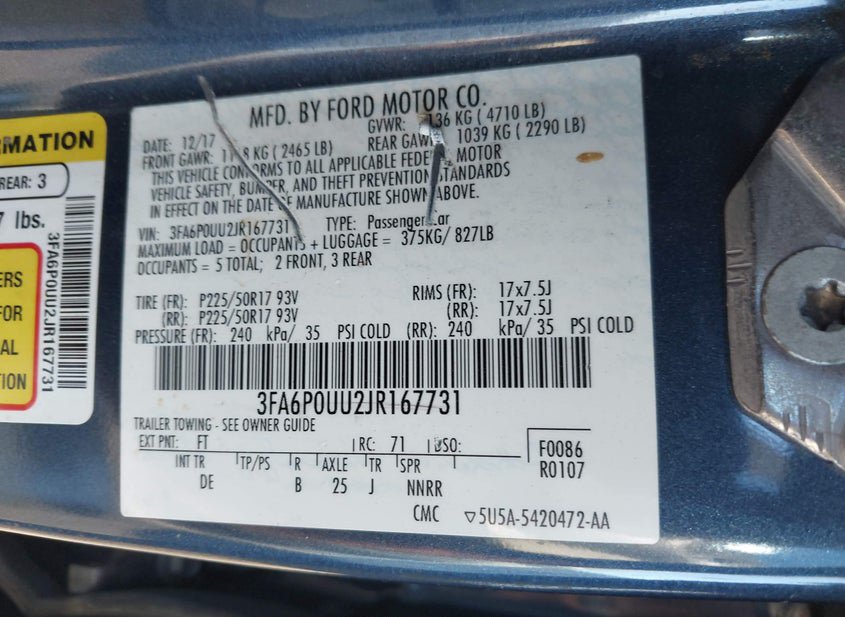 MFD. BY FORD MOTOR CO.
DATE: 12/17 GVWR: 136 KG ( 4710 LB)
FRONT GAWR: 11 8 KG ( 2465 LB) REAR GAW 1039 KG ( 2290 LB)
THIS VEHICLE CONFORMS TO ALL APPLICABLE FEDE MOTOR
VEHICLE SAFETY, BUMPER, AND THEFT PREVENTION STANDARDS
IN EFFECT ON THE DATE OF MANUFACTURE SHOWN ABOVE.
VIN: 3FA6P0UU2JR167731 TYPE: Passenger Car
MAXIMUM LOAD = OCCUPANTS + LUGGAGE = 375KG/ 827LB
OCCUPANTS = 5 TOTAL; 2 FRONT, 3 REAR
TIRE (FR): P225/50R17 93V RIMS (FR): 17x7.5J
(RR): P225/50R17 93V (RR): 17x7.5J
PRESSURE (FR): 240 kPa/ 35 PSI COLD (RR): 240 kPa/ 35 PSI COLD
3FA6P0UU2JR167731
TRAILER TOWING - SEE OWNER GUIDE
EXT PNT: FT RC: 71 DSO: F0086
INT TR TP/PS R AXLE TR SPR R0107
DE B 25 J NNRR
CMC ▽5U5A-5420472-AA
RMATION
REAR: 3
7 lbs.
ERS
FOR
AL
TION
3FA6P0UU2JR167731